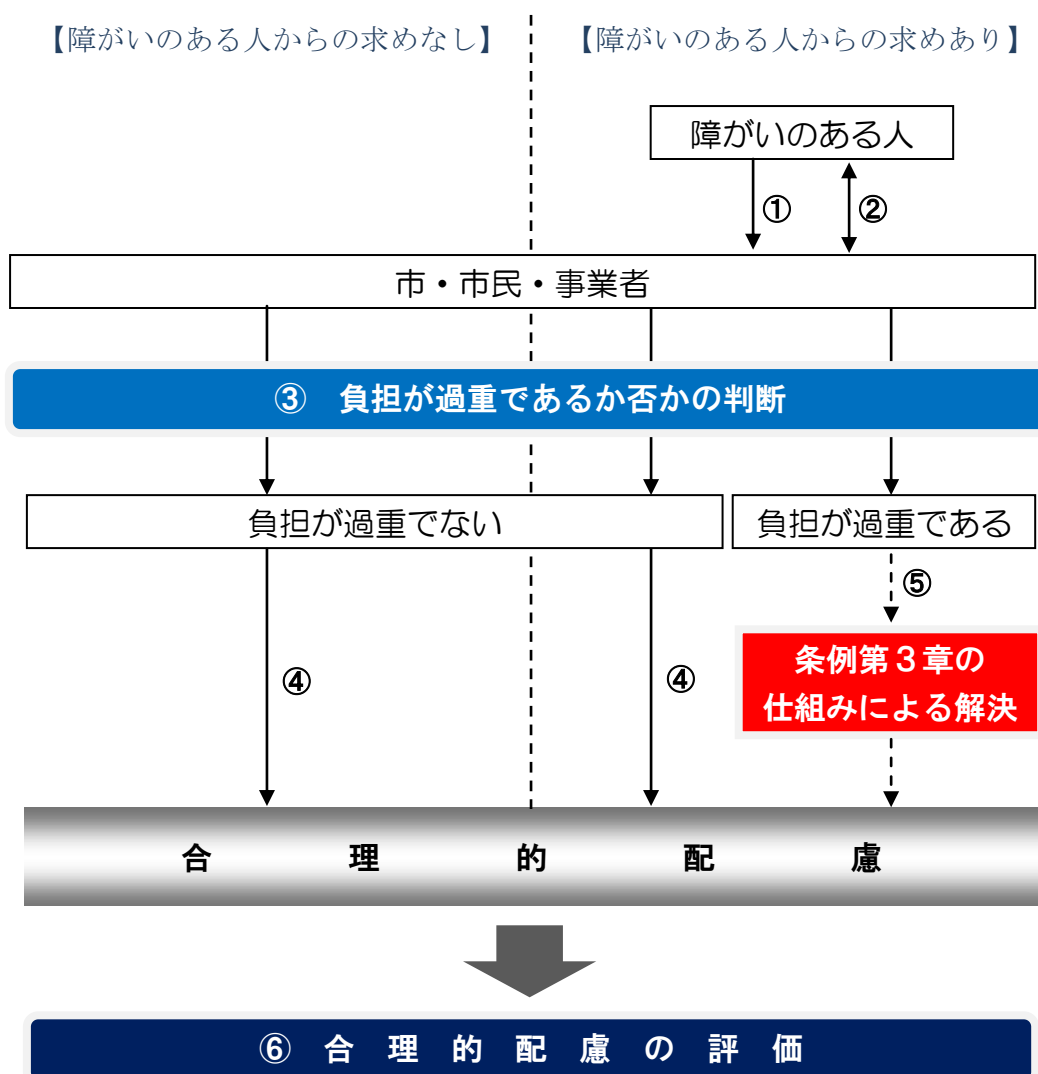 【障がいのある人からの求めなし】
【障がいのある人からの求めあり】
障がいのある人
①
②
市・市民・事業者
③ 負担が過重であるか否かの判断
負担が過重でない
負担が過重である
⑤
④
④
条例第３章の
仕組みによる解決
合理的配慮
⑥合理的配慮の評価